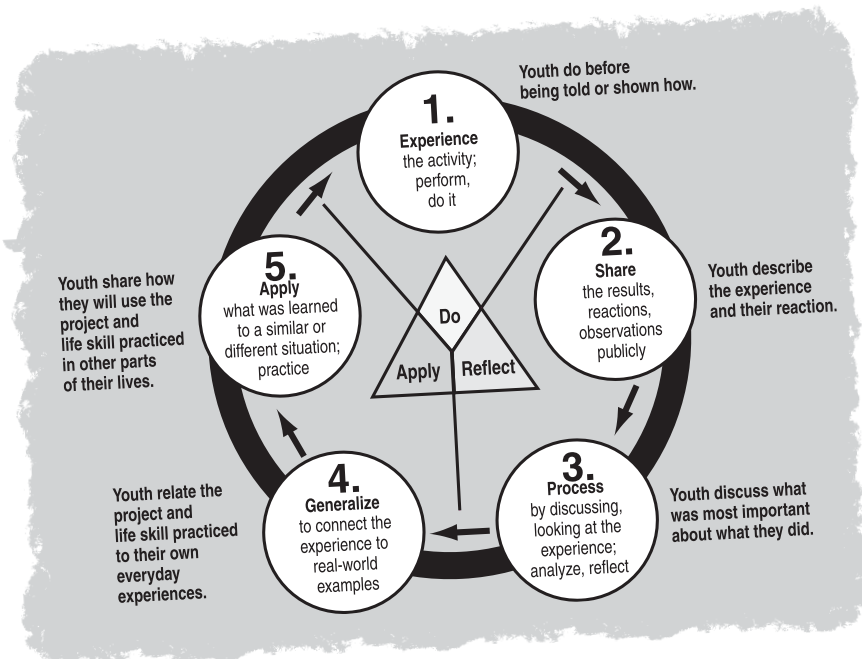 1.
Experience
the activity;
perform,
do it
Youth do before
being told or shown how.
2.
Share
the results,
reactions,
observations
publicly
Youth describe
the experience
and their reaction.
3.
Process
by discussing,
looking at the
experience;
analyze, reflect
Youth discuss what
was most important
about what they did.
4.
Generalize
to connect the
experience to
real-world
examples
Youth relate the
project and
life skill practiced
to their own
everyday
experiences.
5.
Apply
what was learned
to a similar or
different situation;
practice
Youth share how
they will use the
project and
life skill practiced
in other parts
of their lives.
Do
Apply
Reflect